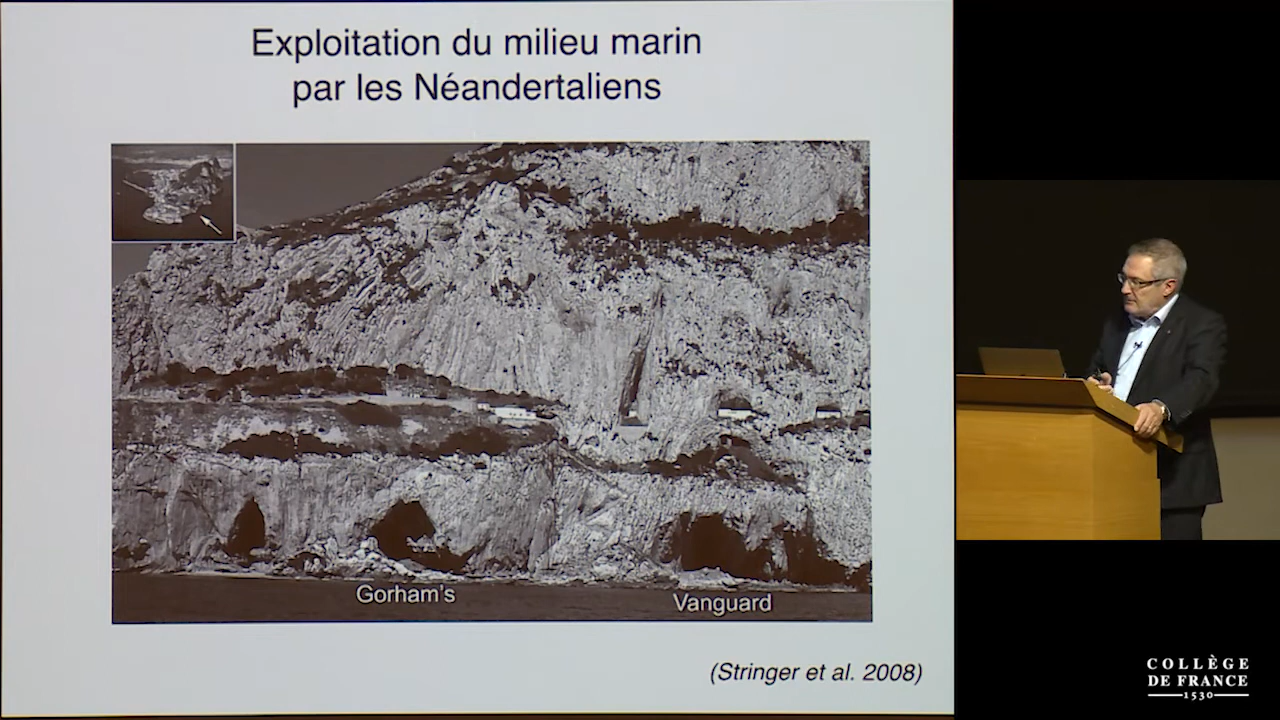 Exploitation du milieu marin
par les Néandertaliens
Gorham's
Vanguard
(Stringer et al. 2008)
COLLÈGE
DE FRANCE
1530